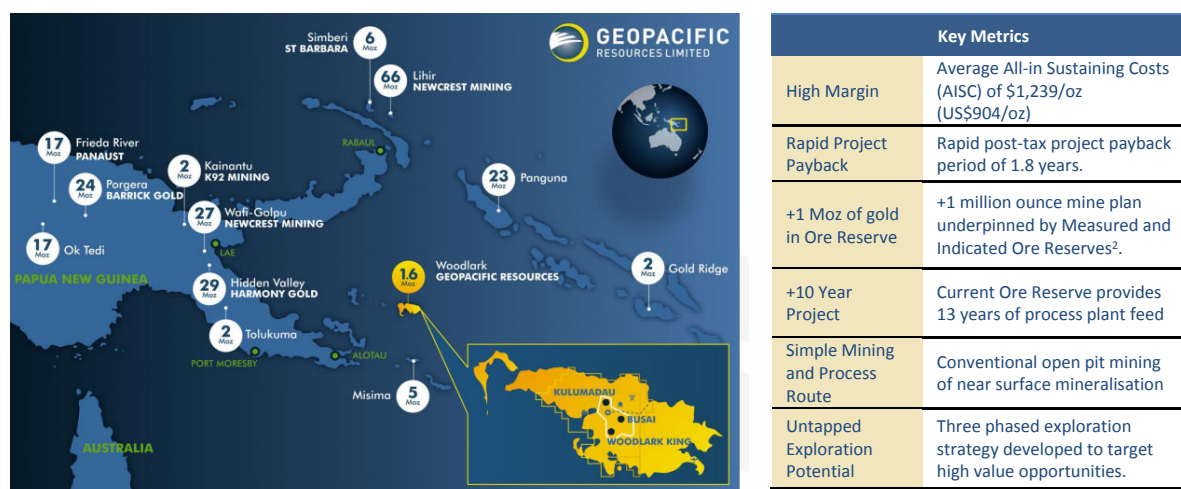 Simberi
ST BARBARA
6
Moz
GEOPACIFIC
RESOURCES LIMITED
66
Moz
Lihir
NEWCREST MINING
17
Moz
Frieda River
PANAUST
RABAUL
2
Moz
Kainantu
K92 MINING
24
Moz
Porgera
BARRICK GOLD
23
Moz
Panguna
27
Moz
Wafi-Golpu
NEWCREST MINING
17
Moz
Ok Tedi
LAE
PAPUA NEW GUINEA
Woodlark
GEOPACIFIC RESOURCES
1.6
Moz
2
Moz
Gold Ridge
29
Moz
Hidden Valley
HARMONY GOLD
2
Moz
Tolukuma
PORT MORESBY
ALOTAU
Misima
5
Moz
KULUMADAU
BUSAI
WOODLARK KING
AUSTRALIA
Key Metrics
High Margin
Average All-in Sustaining Costs
(AISC) of $1,239/oz
(US$904/oz)
Rapid Project
Payback
Rapid post-tax project payback
period of 1.8 years.
+1 Moz of gold
in Ore Reserve
+1 million ounce mine plan
underpinned by Measured and
Indicated Ore Reserves².
+10 Year
Project
Current Ore Reserve provides
13 years of process plant feed
Simple Mining
and Process
Route
Conventional open pit mining
of near surface mineralisation
Untapped
Exploration
Potential
Three phased exploration
strategy developed to target
high value opportunities.